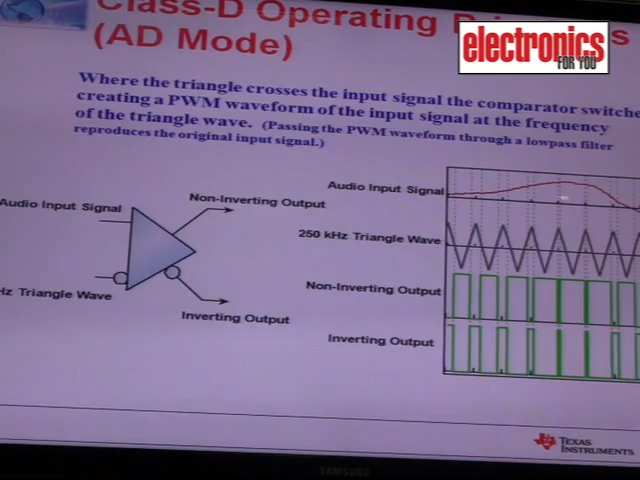 Class-D Operating
(AD Mode)
electronics
FOR YOU
Where the triangle crosses the input signal the comparator switche
creating a PWM waveform of the input signal at the frequency
of the triangle wave. (Passing the PWM waveform through a lowpass filter
reproduces the original input signal.)
Audio Input Signal
Non-Inverting Output
Hz Triangle Wave
Inverting Output
Audio Input Signal
250 kHz Triangle Wave
Non-Inverting Output
Inverting Output
TEXAS
INSTRUMENTS
SAMSUNG